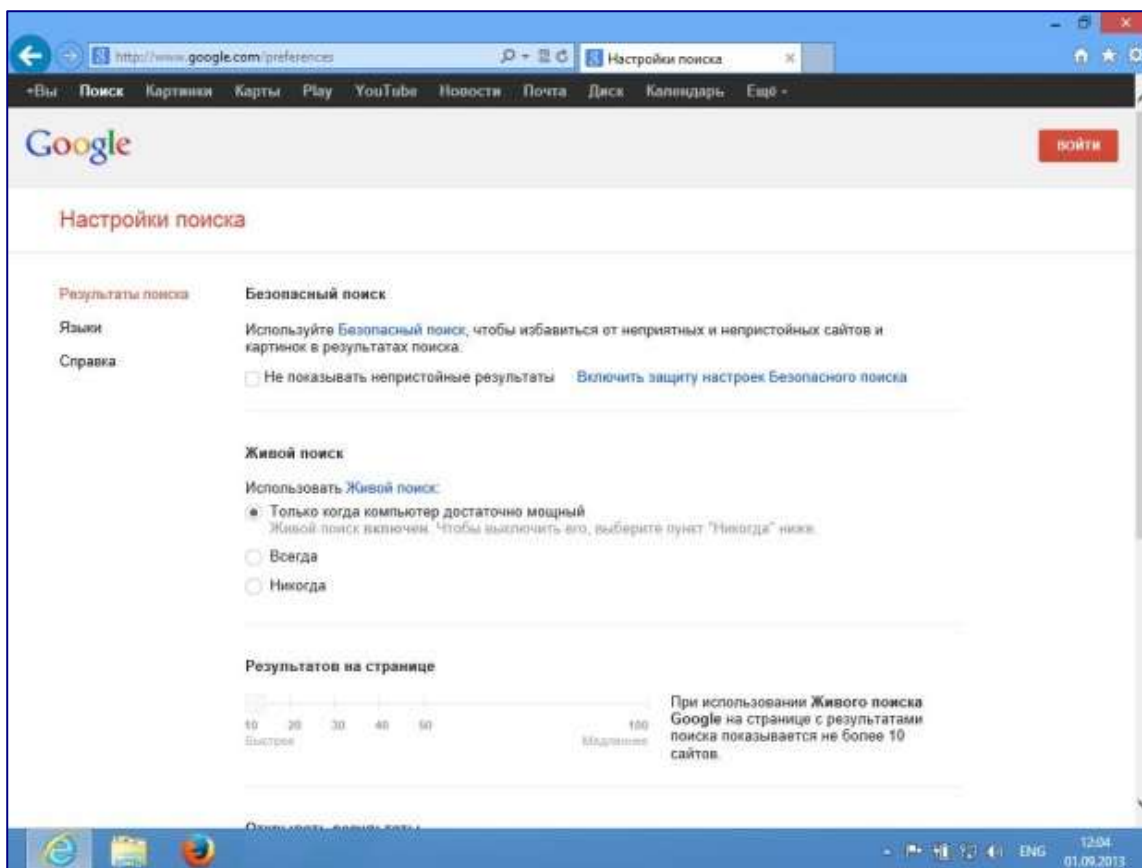 http://www.google.com/preferences
Настройки поиска
+Вы Поиск Картинки Карты Play YouTube Новости Почта Диск Календарь Ещё
Google
ВОЙТИ
Настройки поиска
Результаты поиска
Языки
Справка
Безопасный поиск
Используйте Безопасный поиск, чтобы избавиться от неприятных и непристойных сайтов и
картинок в результатах поиска.
Не показывать непристойные результаты Включить защиту настроек Безопасного поиска
Живой поиск
Использовать Живой поиск:
Только когда компьютер достаточно мощный
Живой поиск включен. Чтобы выключить его, выберите пункт "Никогда" ниже.
Всегда
Никогда
Результатов на странице
10 20 30 40 50 100
Быстрее Медленнее
При использовании Живого поиска
Google на странице с результатами
поиска показывается не более 10
сайтов.
Открывать результаты
ENG
12:04
01.09.2013